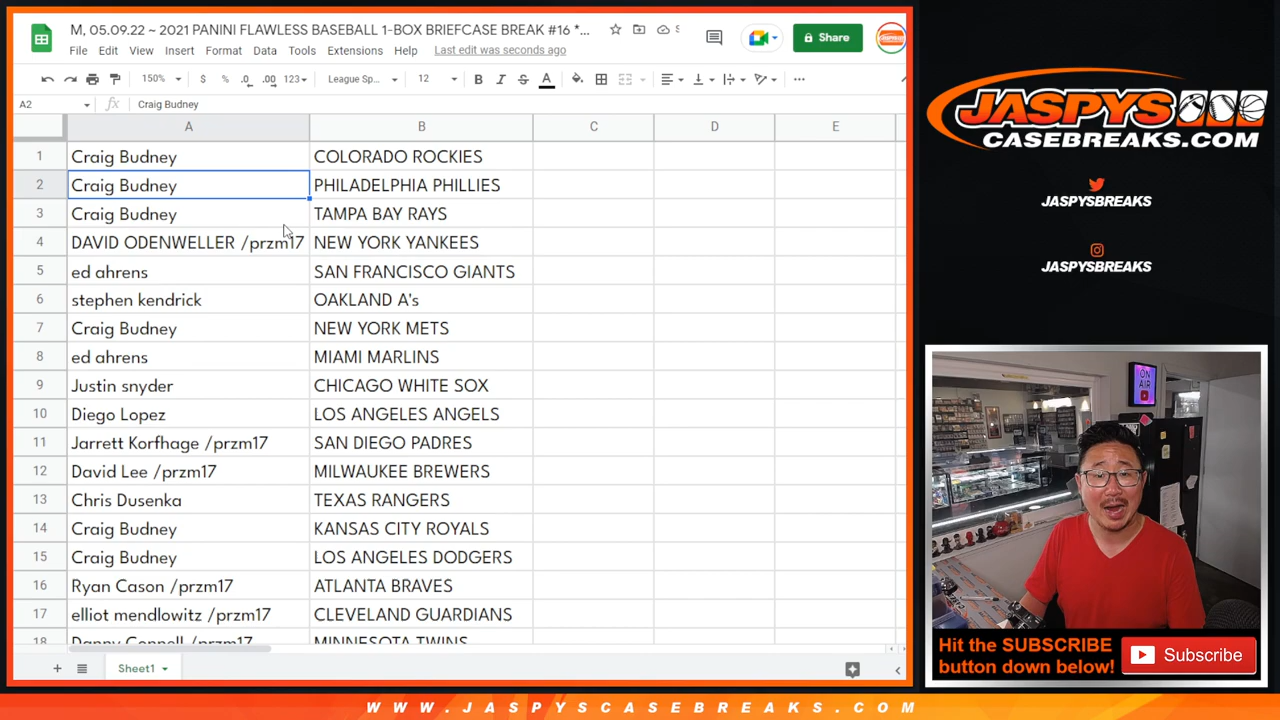 M, 05.09.22 ~ 2021 PANINI FLAWLESS BASEBALL 1-BOX BRIEFCASE BREAK #16 *...
File Edit View Insert Format Data Tools Extensions Help Last edit was seconds ago
Share
150% $ % .0 .00 123 League Sp... 12 B I S A
A2 fx Craig Budney
A B C D E
1 Craig Budney COLORADO ROCKIES
2 Craig Budney PHILADELPHIA PHILLIES
3 Craig Budney TAMPA BAY RAYS
4 DAVID ODENWELLER /przm17 NEW YORK YANKEES
5 ed ahrens SAN FRANCISCO GIANTS
6 stephen kendrick OAKLAND A's
7 Craig Budney NEW YORK METS
8 ed ahrens MIAMI MARLINS
9 Justin snyder CHICAGO WHITE SOX
10 Diego Lopez LOS ANGELES ANGELS
11 Jarrett Korfhage /przm17 SAN DIEGO PADRES
12 David Lee /przm17 MILWAUKEE BREWERS
13 Chris Dusenka TEXAS RANGERS
14 Craig Budney KANSAS CITY ROYALS
15 Craig Budney LOS ANGELES DODGERS
16 Ryan Cason /przm17 ATLANTA BRAVES
17 elliot mendlowitz /przm17 CLEVELAND GUARDIANS
18 Danny Connell /przm17 MINNESOTA TWINS
Sheet1
JASPYS
CASEBREAKS.COM
JASPYSBREAKS
JASPYSBREAKS
ON
AIR
Hit the SUBSCRIBE
button down below!
Subscribe
WWW.JASPYSCASEBREAKS.COM